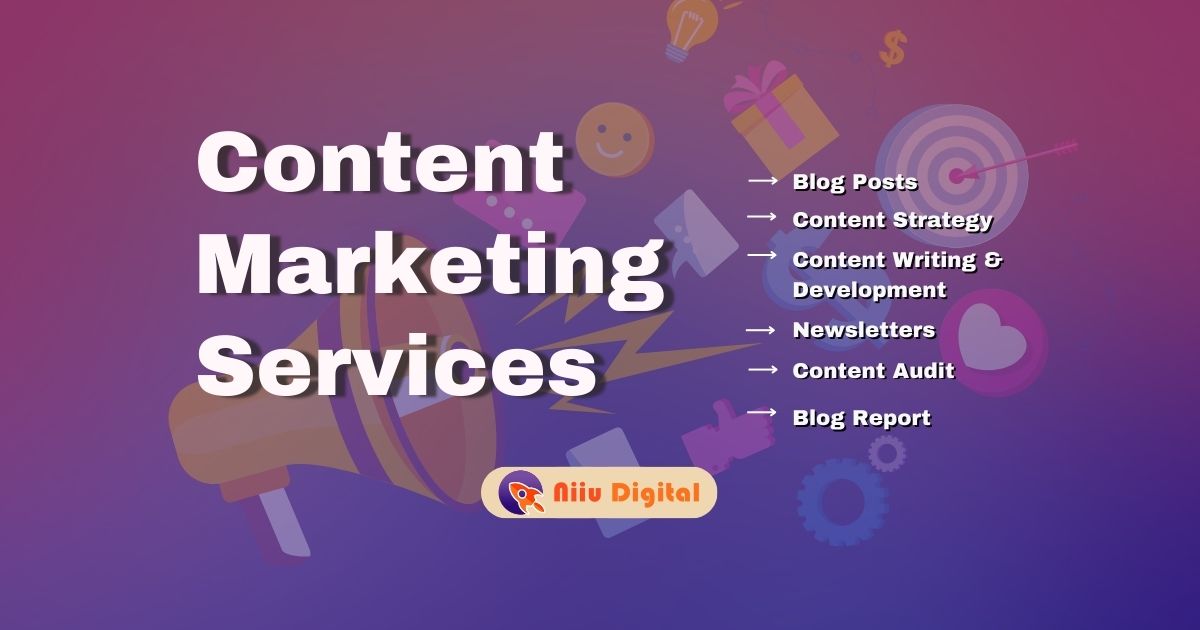 Content
Marketing
Services
Blog Posts
Content Strategy
Content Writing &
Development
Newsletters
Content Audit
Blog Report
Niiu Digital